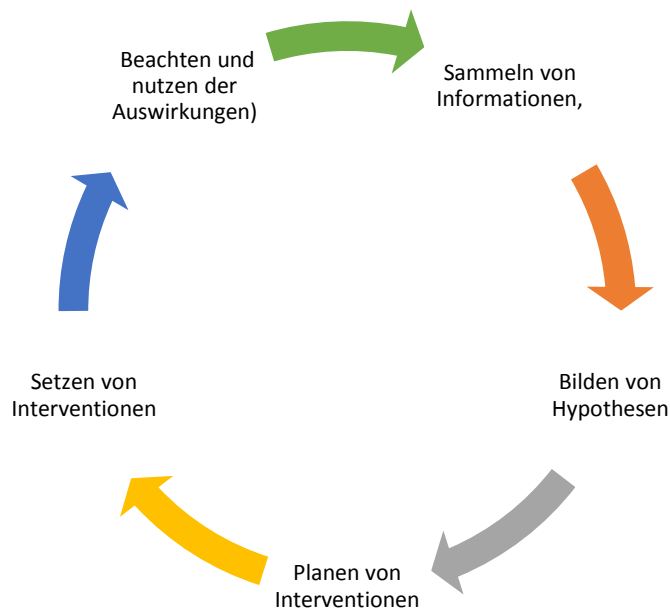 Beachten und
nutzen der
Auswirkungen)
Sammeln von
Informationen,
Bilden von
Hypothesen
Planen von
Interventionen
Setzen von
Interventionen